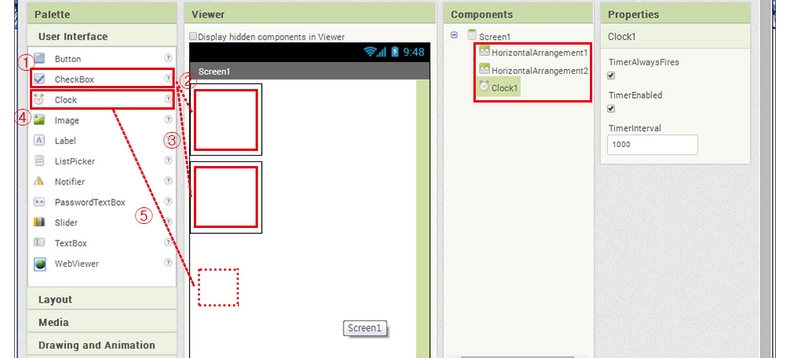 Palette
User Interface
① Button ?
CheckBox ?
Clock ?
④ Image ?
Label ?
ListPicker ?
Notifier ?
PasswordTextBox ?
Slider ?
TextBox ?
WebViewer ?
Layout
Media
Drawing and Animation
②
③
⑤
Viewer
Display hidden components in Viewer
9:48
Screen1
Screen1
Components
Screen1
HorizontalArrangement1
HorizontalArrangement2
Clock1
Properties
Clock1
TimerAlwaysFires
TimerEnabled
TimerInterval
1000